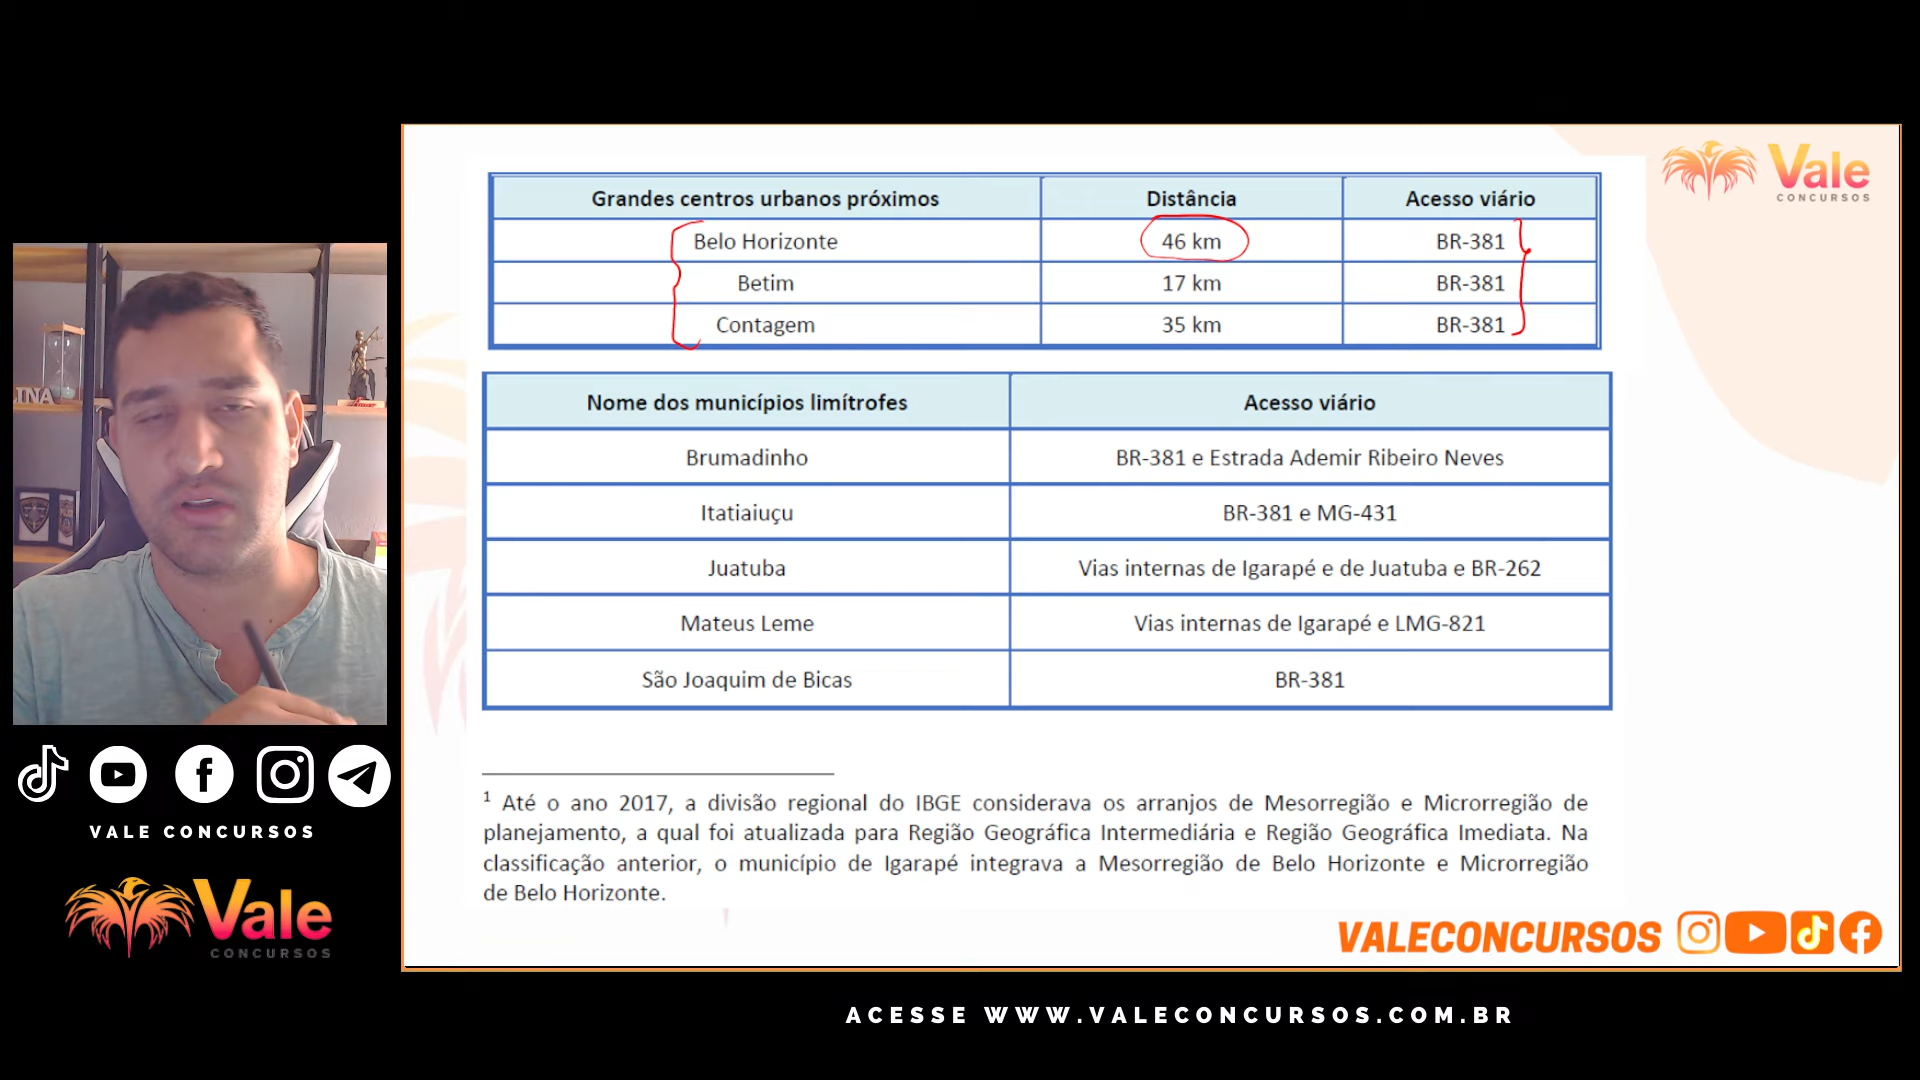 Vale
CONCURSOS
Grandes centros urbanos próximos Distância Acesso viário
Belo Horizonte 46 km BR-381
Betim 17 km BR-381
Contagem 35 km BR-381
Nome dos municípios limítrofes Acesso viário
Brumadinho BR-381 e Estrada Ademir Ribeiro Neves
Itatiaiuçu BR-381 e MG-431
Juatuba Vias internas de Igarapé e de Juatuba e BR-262
Mateus Leme Vias internas de Igarapé e LMG-821
São Joaquim de Bicas BR-381
1 Até o ano 2017, a divisão regional do IBGE considerava os arranjos de Mesorregião e Microrregião de
planejamento, a qual foi atualizada para Região Geográfica Intermediária e Região Geográfica Imediata. Na
classificação anterior, o município de Igarapé integrava a Mesorregião de Belo Horizonte e Microrregião
de Belo Horizonte.
VALECONCURSOS
INA
VALE CONCURSOS
Vale
CONCURSOS
ACESSE WWW.VALECONCURSOS.COM.BR